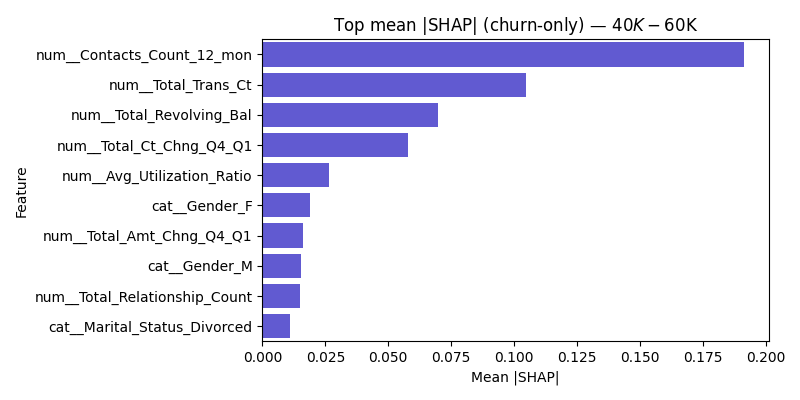 Top mean |SHAP| (churn-only) — 40K − 60K
num__Contacts_Count_12_mon
num__Total_Trans_Ct
num__Total_Revolving_Bal
num__Total_Ct_Chng_Q4_Q1
num__Avg_Utilization_Ratio
cat__Gender_F
num__Total_Amt_Chng_Q4_Q1
cat__Gender_M
num__Total_Relationship_Count
cat__Marital_Status_Divorced
Feature
0.000 0.025 0.050 0.075 0.100 0.125 0.150 0.175 0.200
Mean |SHAP|